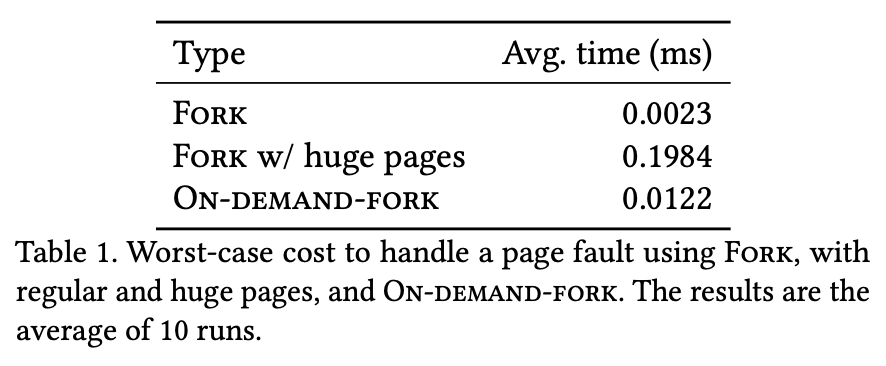 Type Avg. time (ms)
Fork 0.0023
Fork w/ huge pages 0.1984
On-demand-fork 0.0122
Table 1. Worst-case cost to handle a page fault using Fork, with
regular and huge pages, and On-demand-fork. The results are the
average of 10 runs.